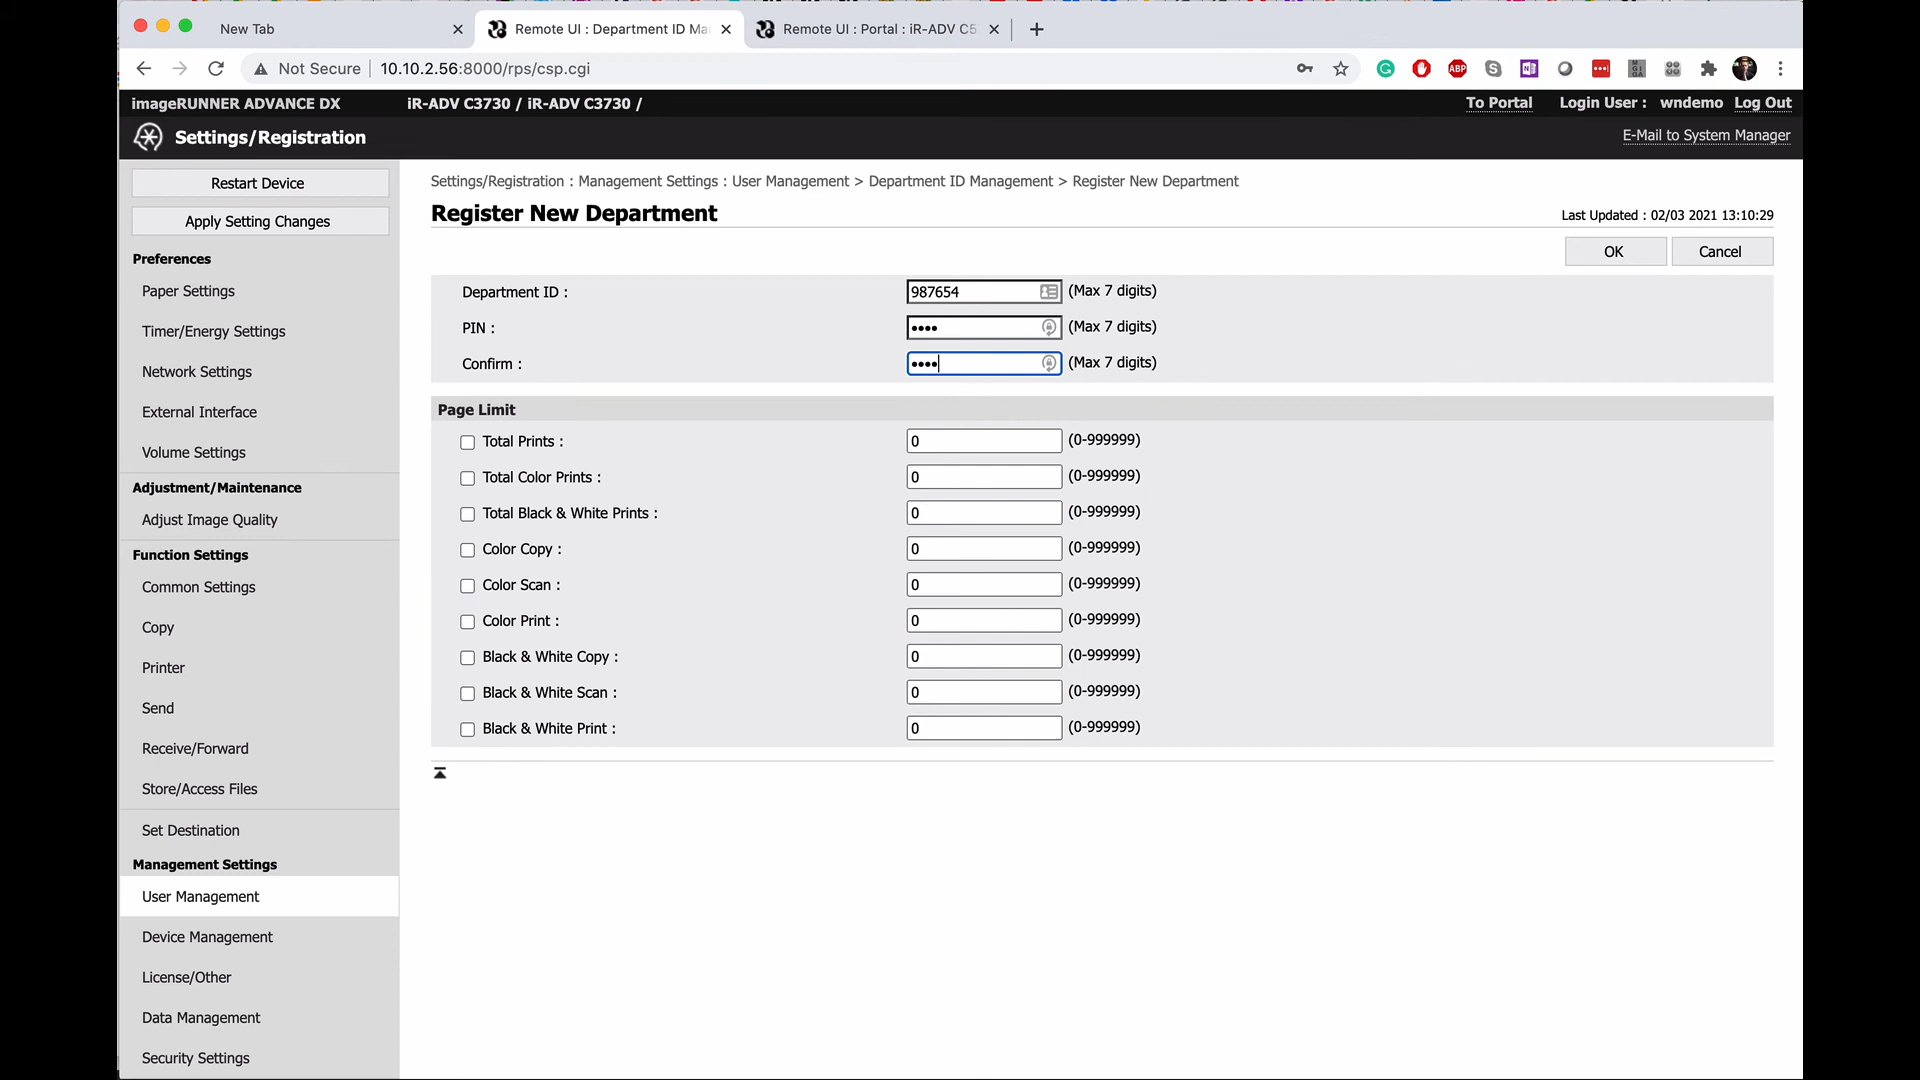 New Tab
Remote UI : Department ID Ma
Remote UI : Portal : iR-ADV C5
Not Secure
10.10.2.56:8000/rps/csp.cgi
ABP
imageRUNNER ADVANCE DX
iR-ADV C3730 / iR-ADV C3730 /
To Portal
Login User : wndemo
Log Out
Settings/Registration
E-Mail to System Manager
Restart Device
Apply Setting Changes
Preferences
Paper Settings
Timer/Energy Settings
Network Settings
External Interface
Volume Settings
Adjustment/Maintenance
Adjust Image Quality
Function Settings
Common Settings
Copy
Printer
Send
Receive/Forward
Store/Access Files
Set Destination
Management Settings
User Management
Device Management
License/Other
Data Management
Security Settings
Settings/Registration : Management Settings : User Management > Department ID Management > Register New Department
Register New Department
Last Updated : 02/03 2021 13:10:29
OK
Cancel
Department ID : 987654 (Max 7 digits)
PIN : •••• (Max 7 digits)
Confirm : •••• (Max 7 digits)
Page Limit
Total Prints : 0 (0-999999)
Total Color Prints : 0 (0-999999)
Total Black & White Prints : 0 (0-999999)
Color Copy : 0 (0-999999)
Color Scan : 0 (0-999999)
Color Print : 0 (0-999999)
Black & White Copy : 0 (0-999999)
Black & White Scan : 0 (0-999999)
Black & White Print : 0 (0-999999)